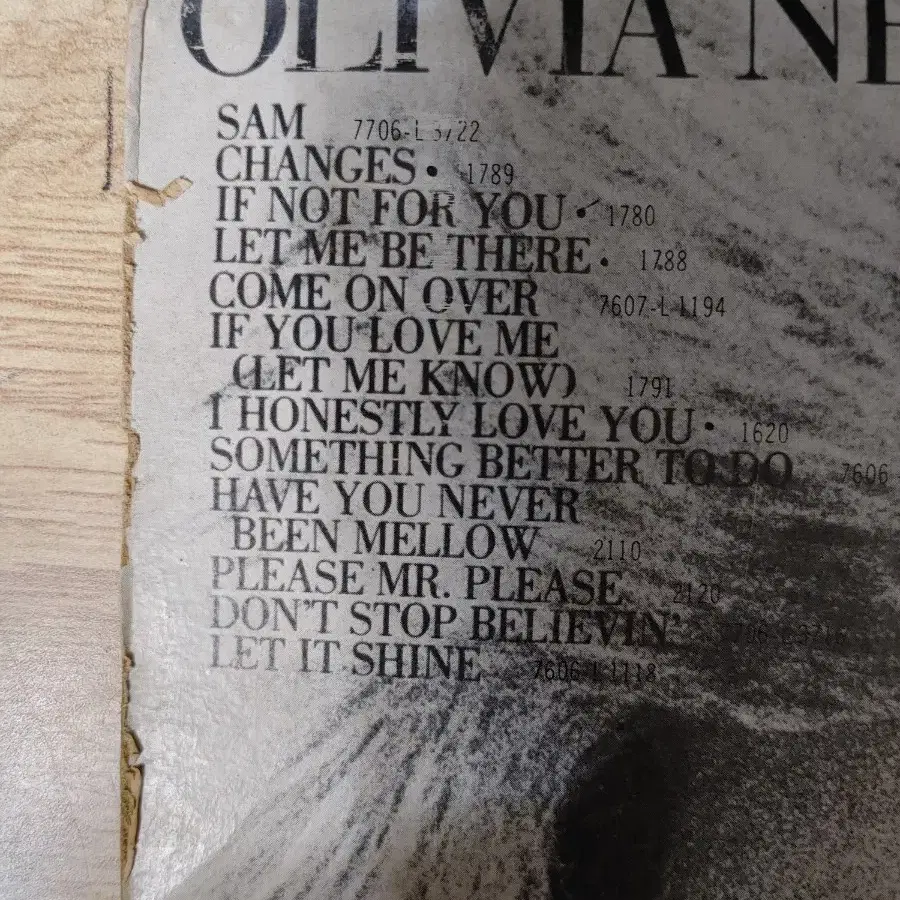 OLIVIA NE
SAM 7706-L 3722
CHANGES • 1789
IF NOT FOR YOU • 1780
LET ME BE THERE • 1788
COME ON OVER 7607-L 1194
IF YOU LOVE ME
(LET ME KNOW) 1791
I HONESTLY LOVE YOU • 1620
SOMETHING BETTER TO DO 7606
HAVE YOU NEVER
BEEN MELLOW 2110
PLEASE MR. PLEASE 2120
DON'T STOP BELIEVIN'
LET IT SHINE 7606-L 1118